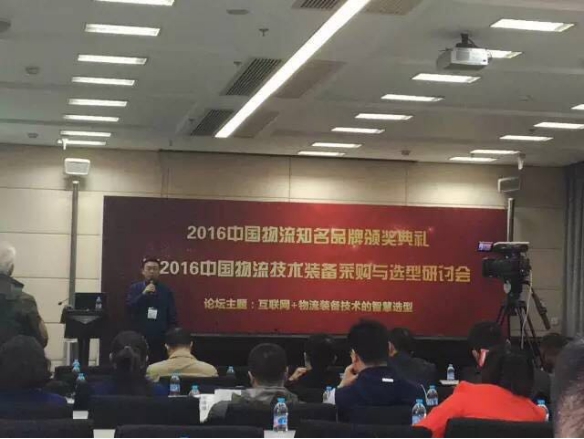 2016中国物流知名品牌颁奖典礼
2016中国物流技术装备采购与选型研讨会
论坛主题：互联网+物流装备技术的智慧选型